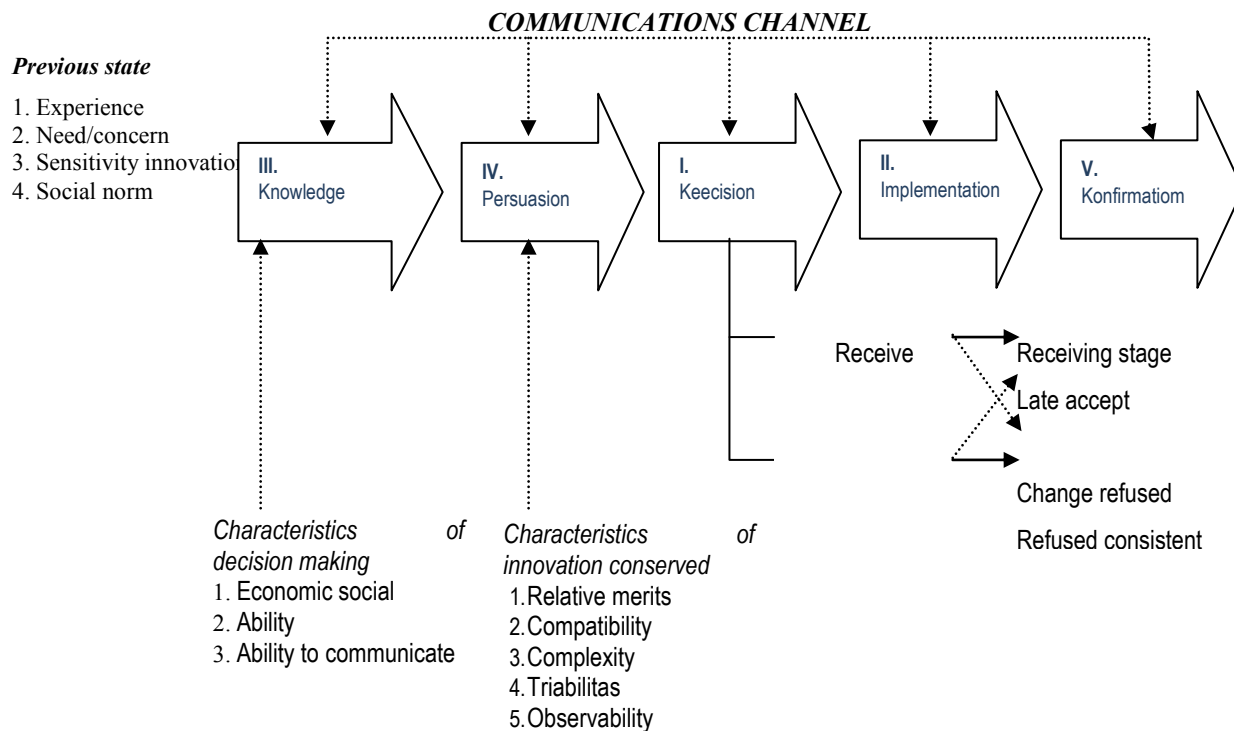 COMMUNICATIONS CHANNEL
Previous state
1. Experience
2. Need/concern
3. Sensitivity innovation
4. Social norm
III.
Knowledge
IV.
Persuasion
I.
Keecision
II.
Implementation
V.
Konfirmatiom
Receive
Receiving stage
Late accept
Change refused
Refused consistent
Characteristics of
decision making
1. Economic social
2. Ability
3. Ability to communicate
Characteristics of
innovation conserved
1. Relative merits
2. Compatibility
3. Complexity
4. Triabilitas
5. Observability